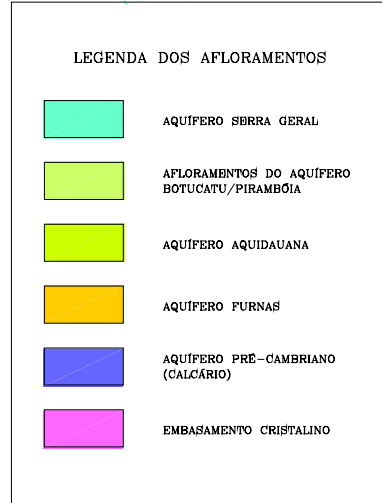 LEGENDA DOS AFLORAMENTOS
AQUÍFERO SERRA GERAL
AFLORAMENTOS DO AQUÍFERO
BOTUCATU/PIRAMBÓIA
AQUÍFERO AQUIDAUANA
AQUÍFERO FURNAS
AQUÍFERO PRÉ-CAMBRIANO
(CALCÁRIO)
EMBASAMENTO CRISTALINO